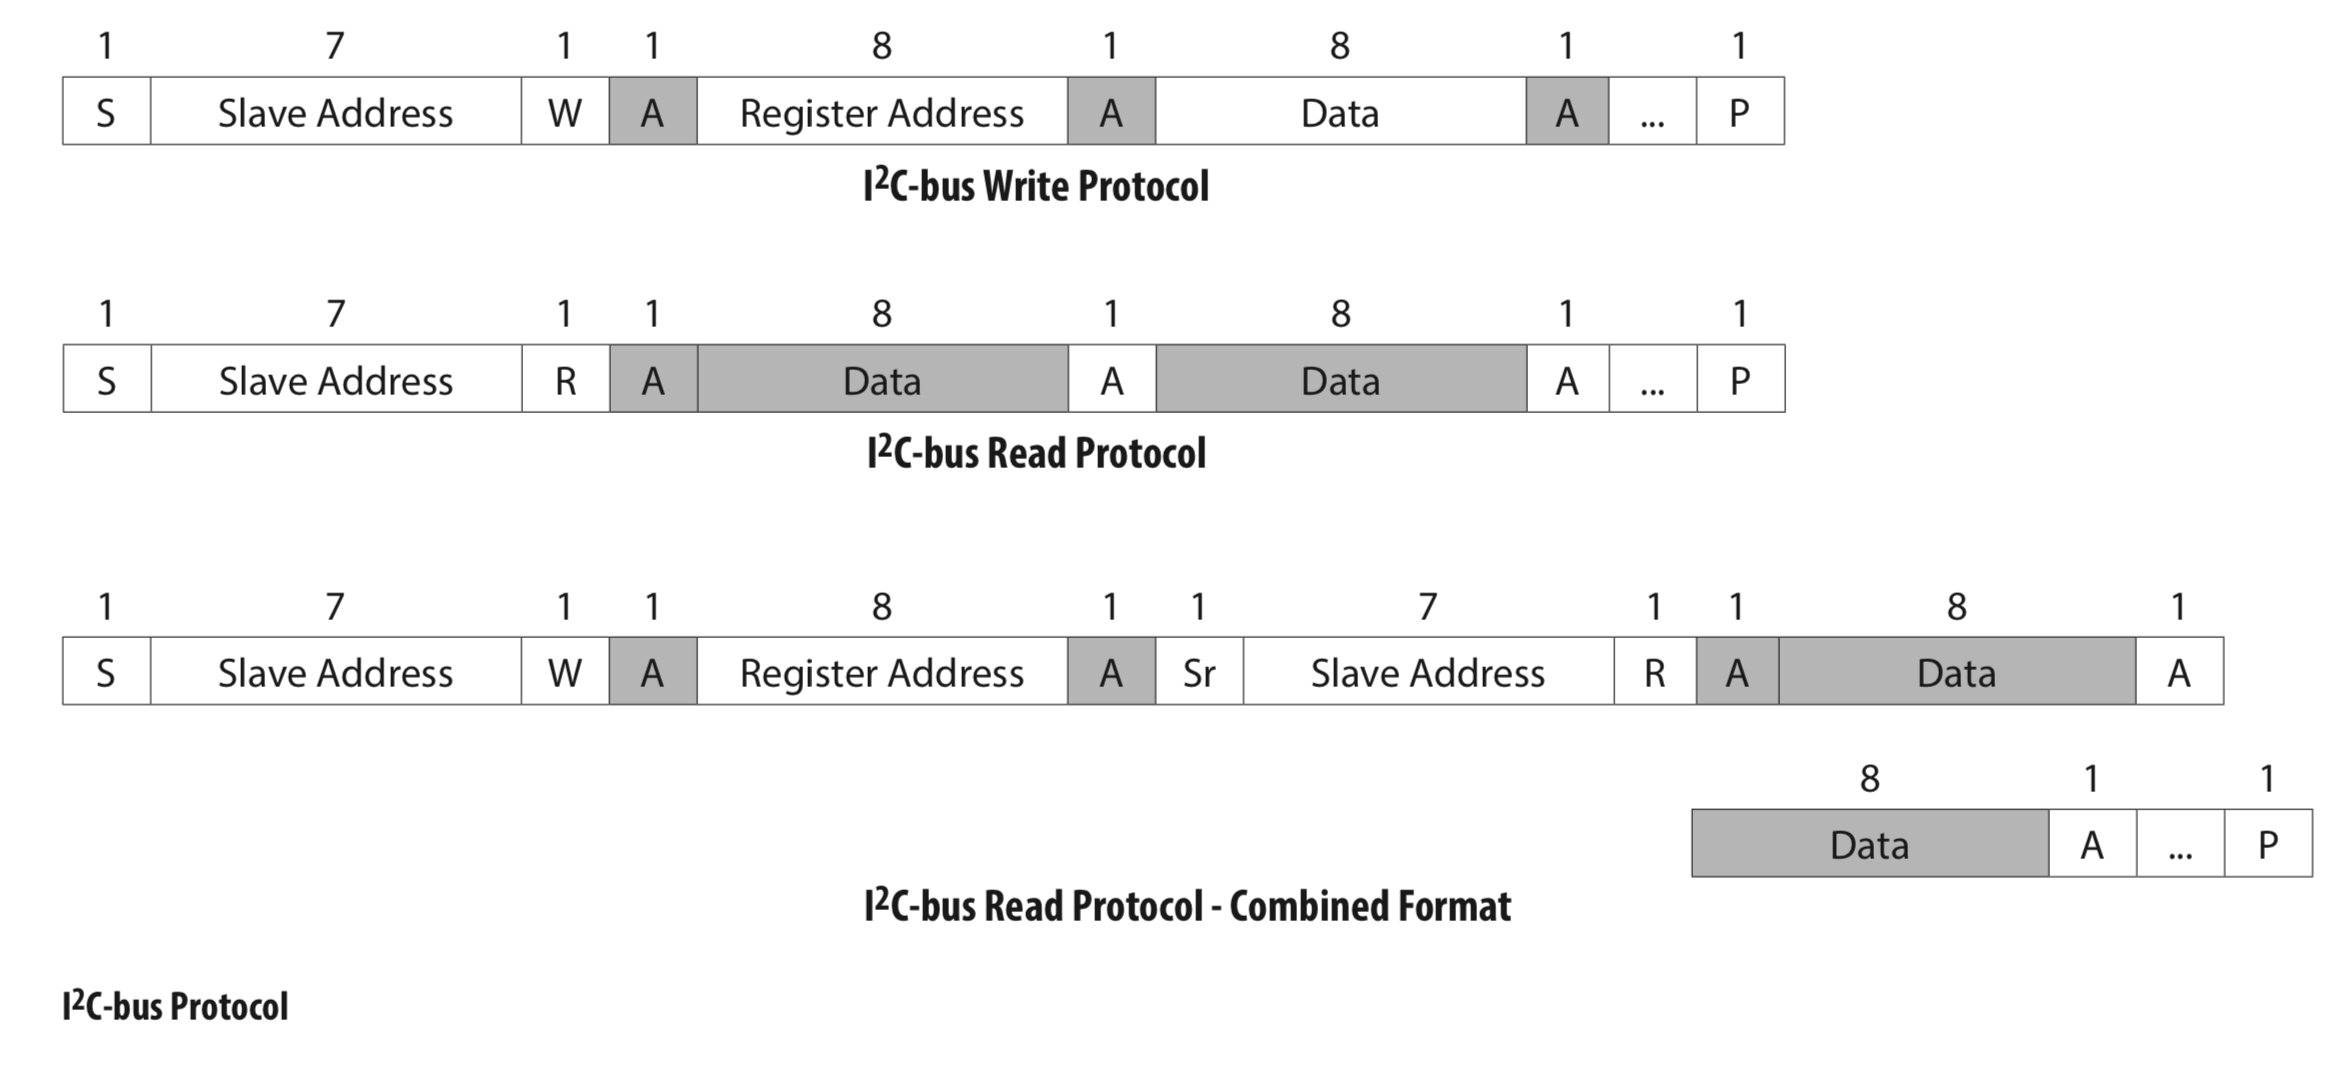 1 7 1 1 8 1 8 1 1
S Slave Address W A Register Address A Data A ... P
I²C-bus Write Protocol
1 7 1 1 8 1 8 1 1
S Slave Address R A Data A Data A ... P
I²C-bus Read Protocol
1 7 1 1 8 1 1 7 1 1 8 1
S Slave Address W A Register Address A Sr Slave Address R A Data A
8 1 1
Data A ... P
I²C-bus Read Protocol - Combined Format
I²C-bus Protocol